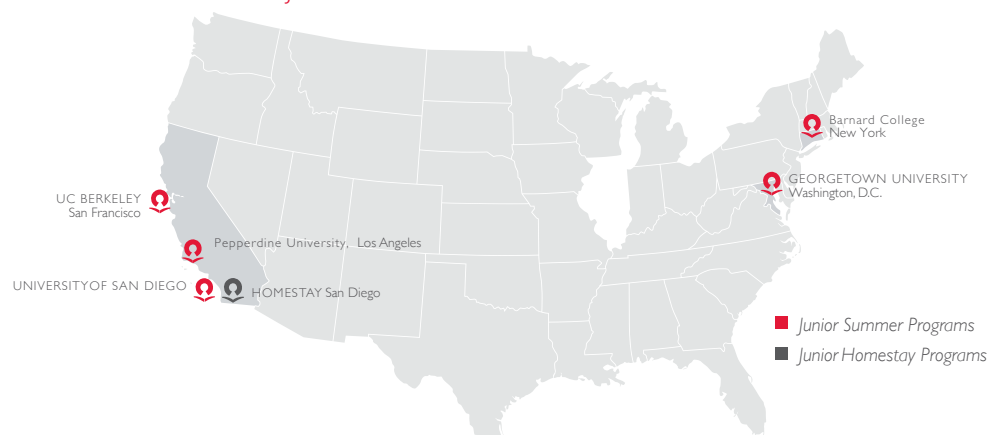 Barnard College
New York
GEORGETOWN UNIVERSITY
Washington, D.C.
UC BERKELEY
San Francisco
Pepperdine University, Los Angeles
UNIVERSITYOF SAN DIEGO
HOMESTAY San Diego
Junior Summer Programs
Junior Homestay Programs